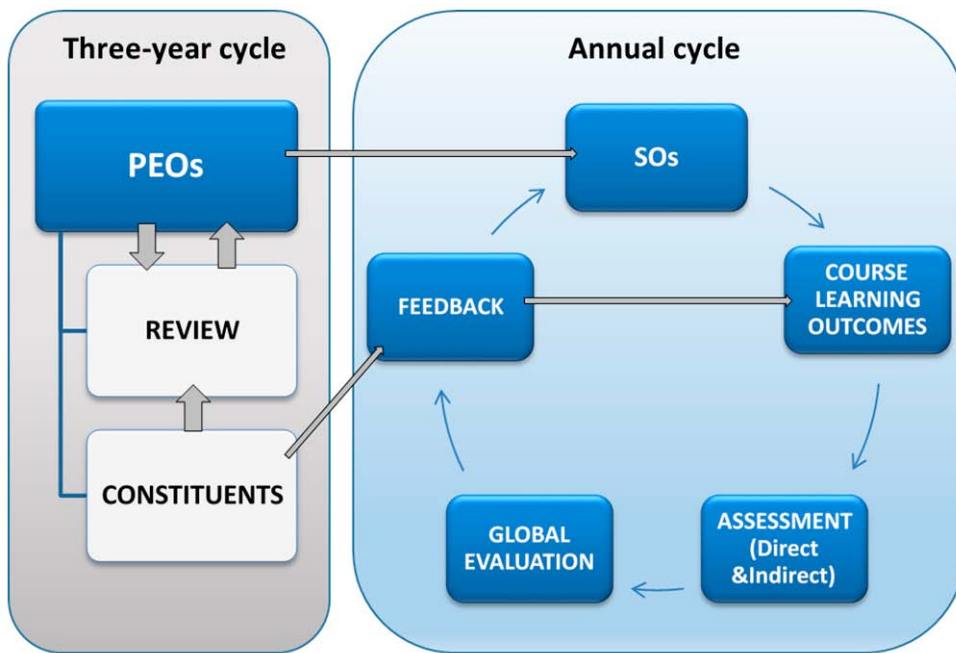 Three-year cycle
PEOs
REVIEW
CONSTITUENTS
Annual cycle
SOs
FEEDBACK
COURSE
LEARNING
OUTCOMES
GLOBAL
EVALUATION
ASSESSMENT
(Direct
&Indirect)